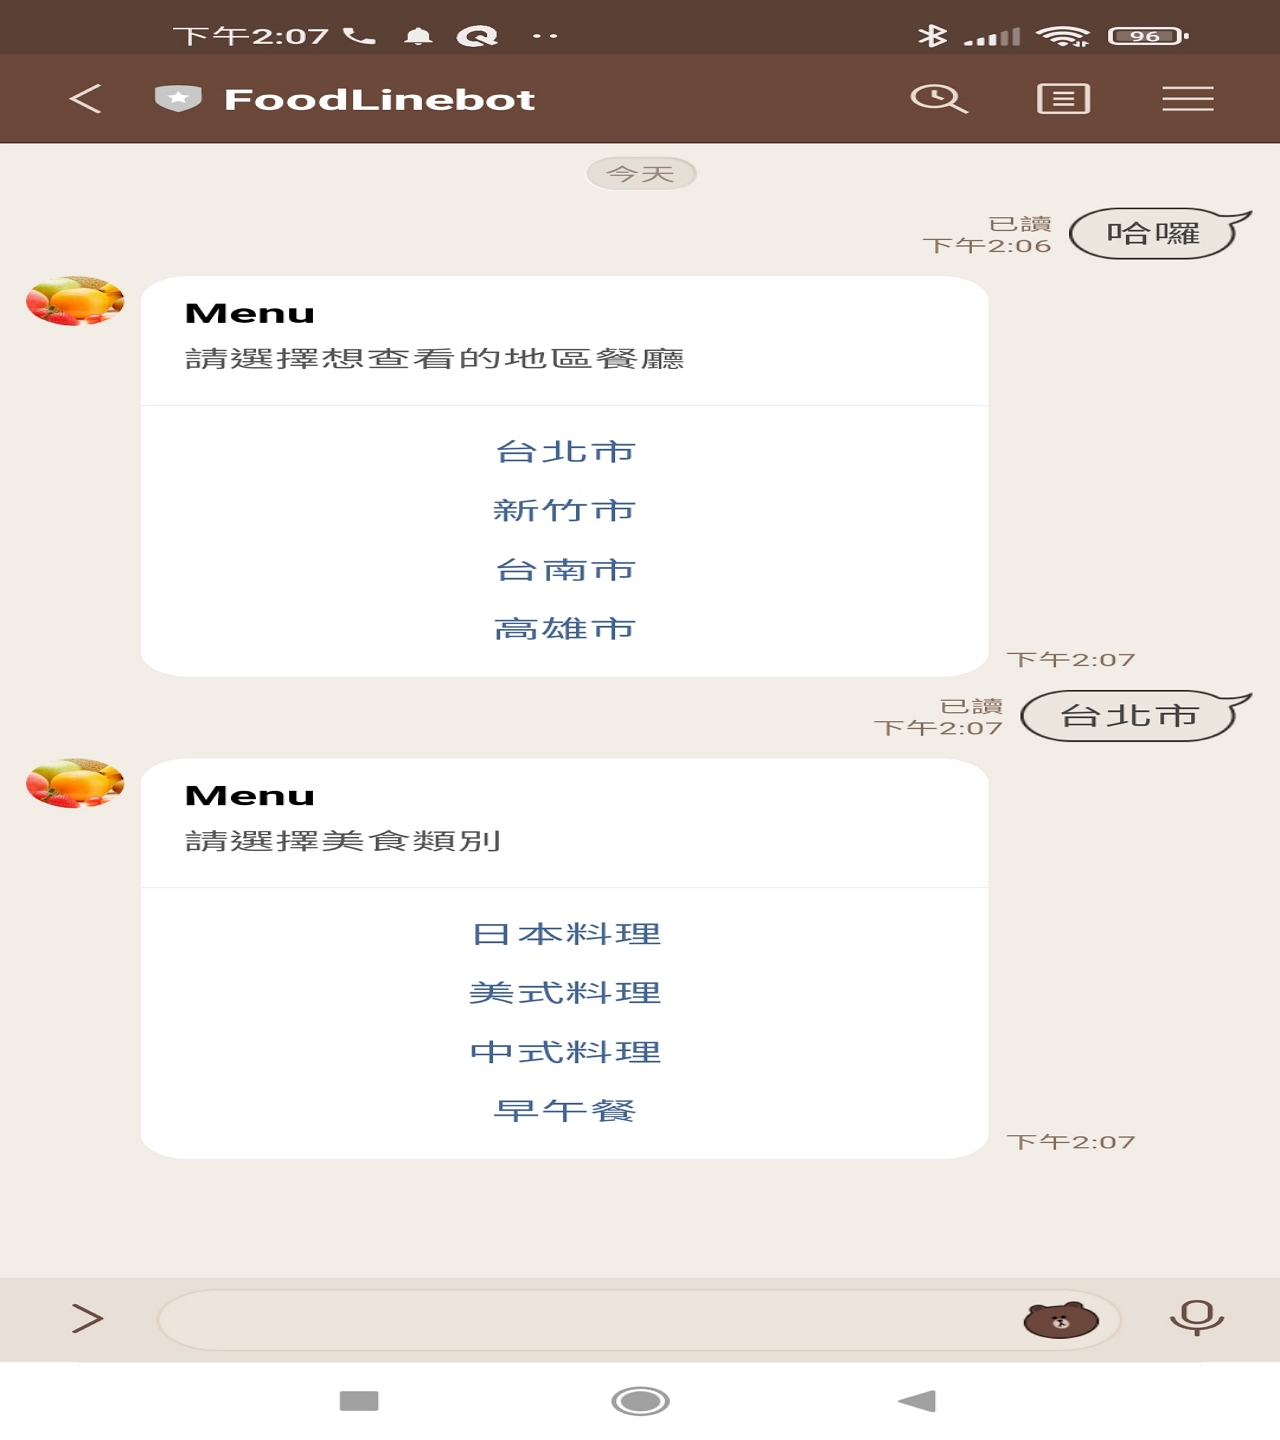 下午2:07
96
FoodLinebot
今天
已讀
下午2:06
哈囉
Menu
請選擇想查看的地區餐廳
台北市
新竹市
台南市
高雄市
下午2:07
已讀
下午2:07
台北市
Menu
請選擇美食類別
日本料理
美式料理
中式料理
早午餐
下午2:07